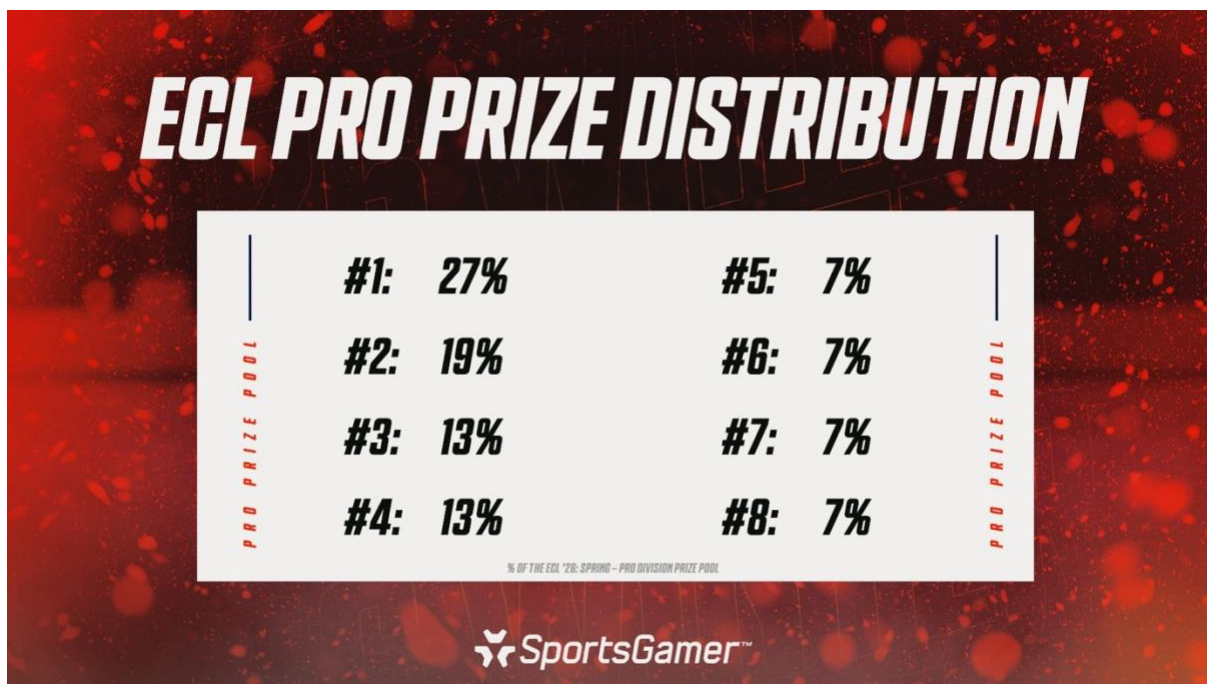 ECL PRO PRIZE DISTRIBUTION
PRO PRIZE POOL
#1: 27%
#2: 19%
#3: 13%
#4: 13%
#5: 7%
#6: 7%
#7: 7%
#8: 7%
PRO PRIZE POOL
% OF THE ECL '26: SPRING – PRO DIVISION PRIZE POOL
SportsGamer™